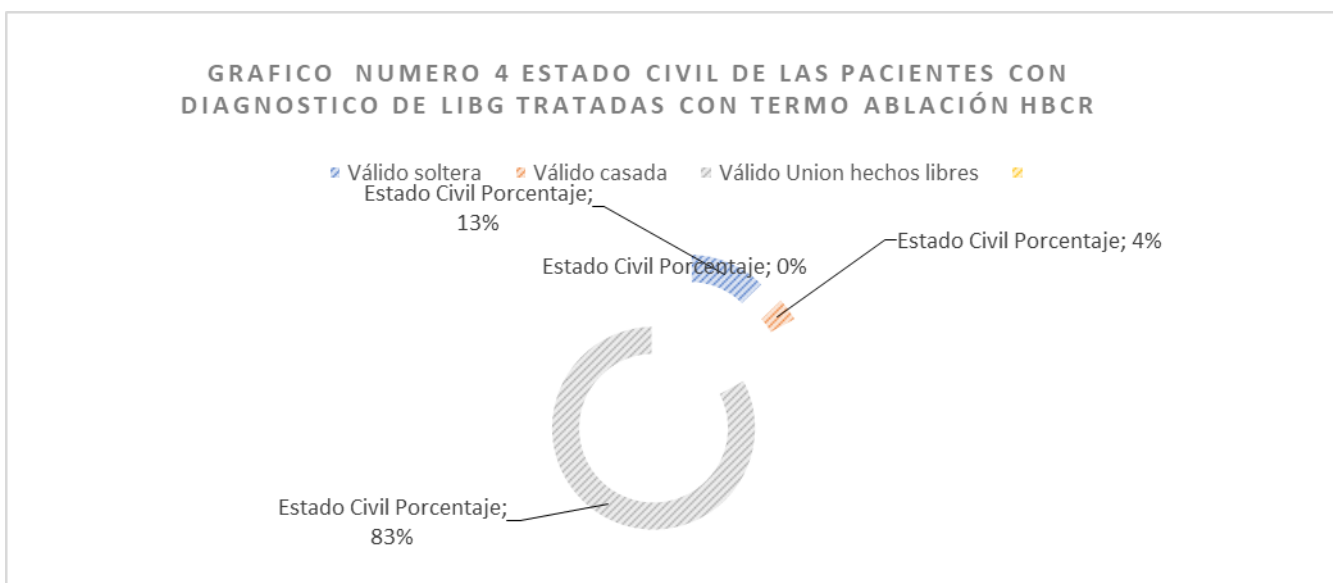 GRAFICO NUMERO 4 ESTADO CIVIL DE LAS PACIENTES CON
DIAGNOSTICO DE LIBG TRATADAS CON TERMO ABLACIÓN HBCR
Válido soltera Válido casada Válido Union hechos libres
Estado Civil Porcentaje;
13%
Estado Civil Porcentaje; 4%
Estado Civil Porcentaje; 0%
Estado Civil Porcentaje;
83%